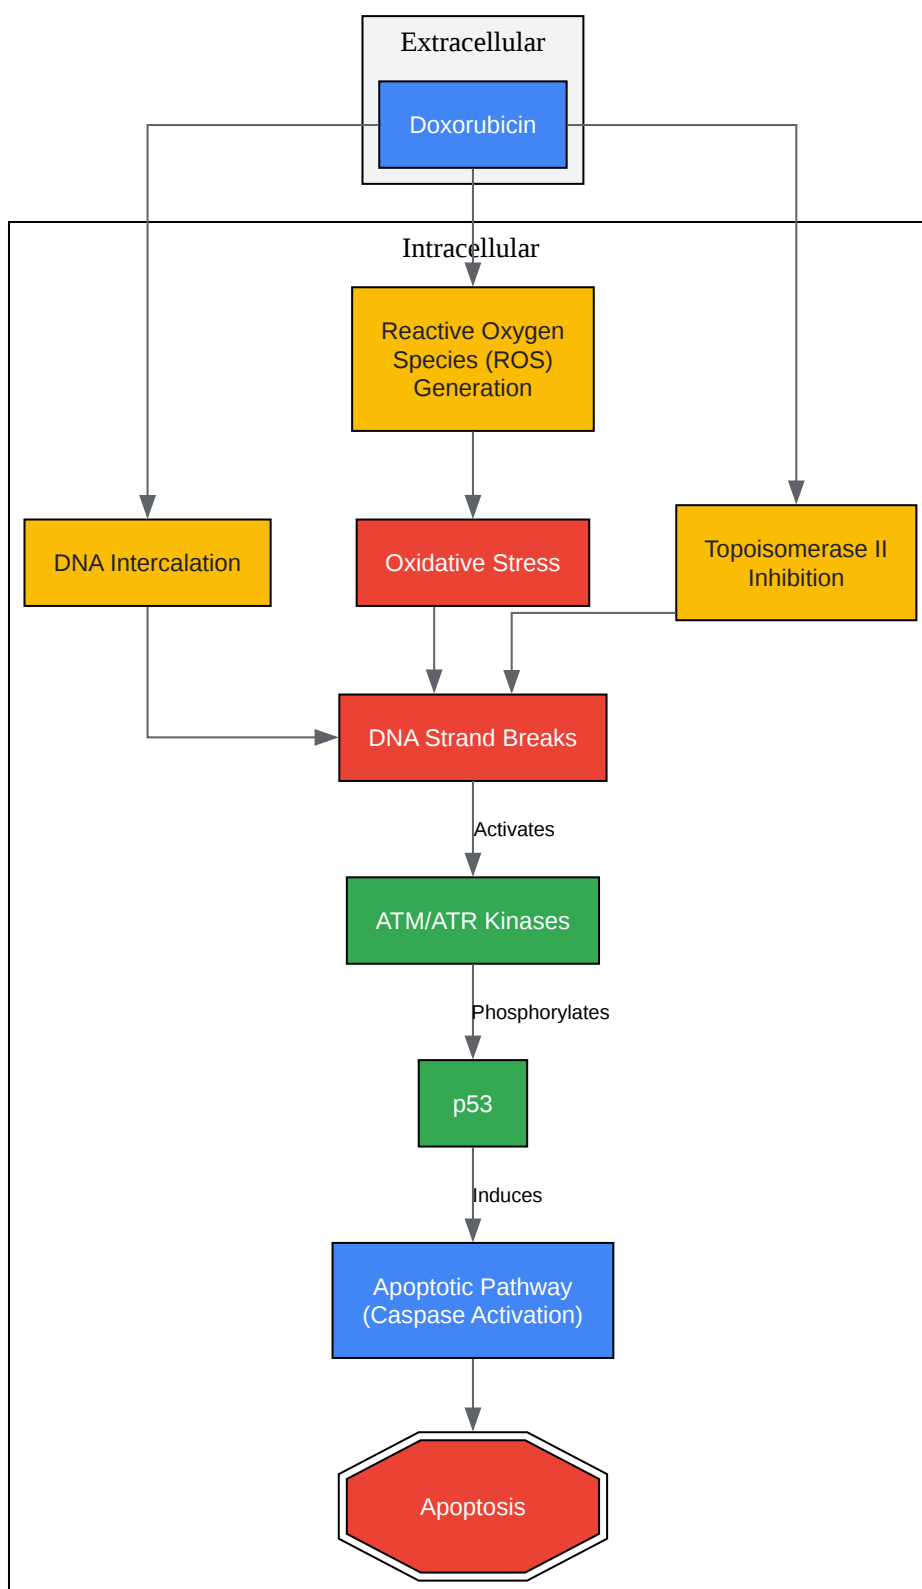 Extracellular
Doxorubicin
Intracellular
Reactive Oxygen
Species (ROS)
Generation
DNA Intercalation
Oxidative Stress
Topoisomerase II
Inhibition
DNA Strand Breaks
Activates
ATM/ATR Kinases
Phosphorylates
p53
Induces
Apoptotic Pathway
(Caspase Activation)
Apoptosis